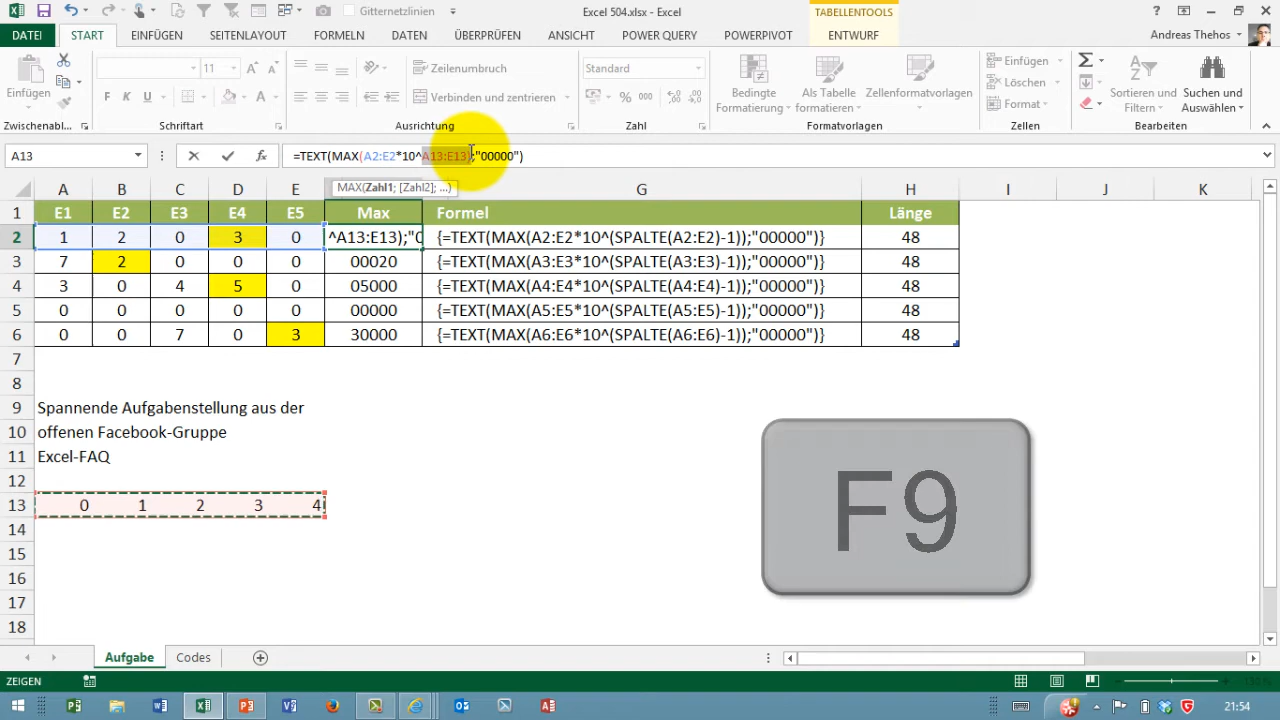 Gitternetzlinien
Excel 504.xlsx - Excel
TABELLENTOOLS
DATEI START EINFÜGEN SEITENLAYOUT FORMELN DATEN ÜBERPRÜFEN ANSICHT POWER QUERY POWERPIVOT ENTWURF
Andreas Thehos
Einfügen
Zwischenabl...
11
F K U
Schriftart
Zeilenumbruch
Verbinden und zentrieren
Ausrichtung
Standard
% 000
Zahl
Bedingte Formatierung
Als Tabelle formatieren
Zellenformatvorlagen
Formatvorlagen
Einfügen
Löschen
Format
Zellen
Sortieren und Filtern
Suchen und Auswählen
Bearbeiten
A13
=TEXT(MAX(A2:E2*10^A13:E13);"00000")
MAX(Zahl1; [Zahl2]; ...)
A B C D E G H I J K
1 E1 E2 E3 E4 E5 Max Formel Länge
2 1 2 0 3 0 ^A13:E13);"0 {=TEXT(MAX(A2:E2*10^(SPALTE(A2:E2)-1));"00000")} 48
3 7 2 0 0 0 00020 {=TEXT(MAX(A3:E3*10^(SPALTE(A3:E3)-1));"00000")} 48
4 3 0 4 5 0 05000 {=TEXT(MAX(A4:E4*10^(SPALTE(A4:E4)-1));"00000")} 48
5 0 0 0 0 0 00000 {=TEXT(MAX(A5:E5*10^(SPALTE(A5:E5)-1));"00000")} 48
6 0 0 7 0 3 30000 {=TEXT(MAX(A6:E6*10^(SPALTE(A6:E6)-1));"00000")} 48
7
8
9 Spannende Aufgabenstellung aus der
10 offenen Facebook-Gruppe
11 Excel-FAQ
12
13 0 1 2 3 4
14
15
16
17
18
F9
Aufgabe Codes
ZEIGEN
21:54